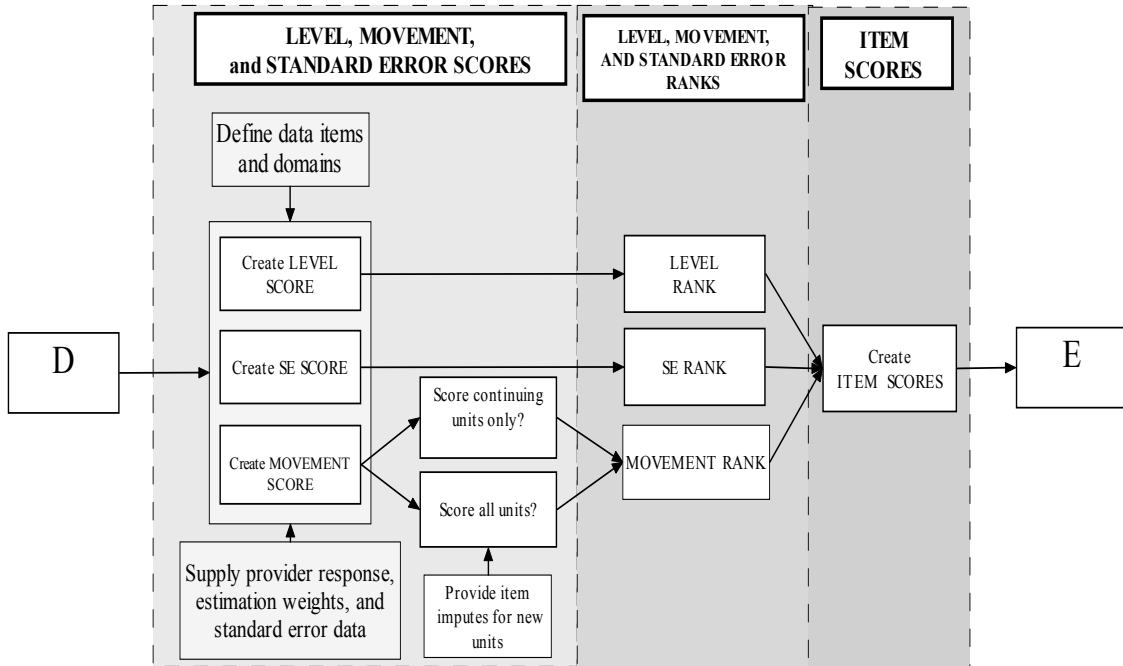 LEVEL, MOVEMENT,
and STANDARD ERROR SCORES
LEVEL, MOVEMENT,
AND STANDARD ERROR
RANKS
ITEM
SCORES
Define data items
and domains
Create LEVEL
SCORE
LEVEL
RANK
D
Create SE SCORE
SE RANK
Create
ITEM SCORES
E
Score continuing
units only?
Create MOVEMENT
SCORE
MOVEMENT RANK
Score all units?
Supply provider response,
estimation weights, and
standard error data
Provide item
imputes for new
units